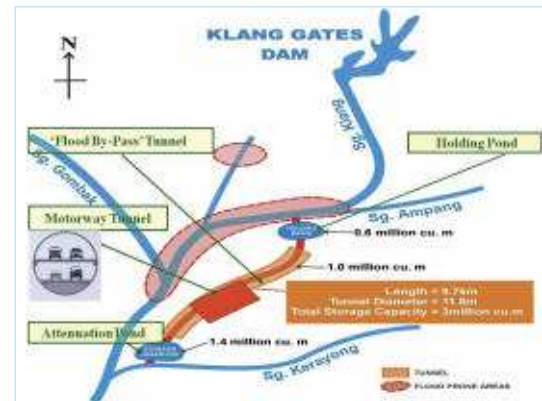 KLANG GATES
DAM
N
Sg. Klang
'Flood By-Pass' Tunnel
Holding Pond
Sg. Gombak
Sg. Ampang
Motorway Tunnel
0.6 million cu. m
1.0 million cu. m
Length = 9.7km
Tunnel Diameter = 11.8m
Total Storage Capacity = 3million cu.m
Attenuation Pond
1.4 million cu. m
Sg. Kerayong
TUNNEL
FLOOD PRONE AREAS